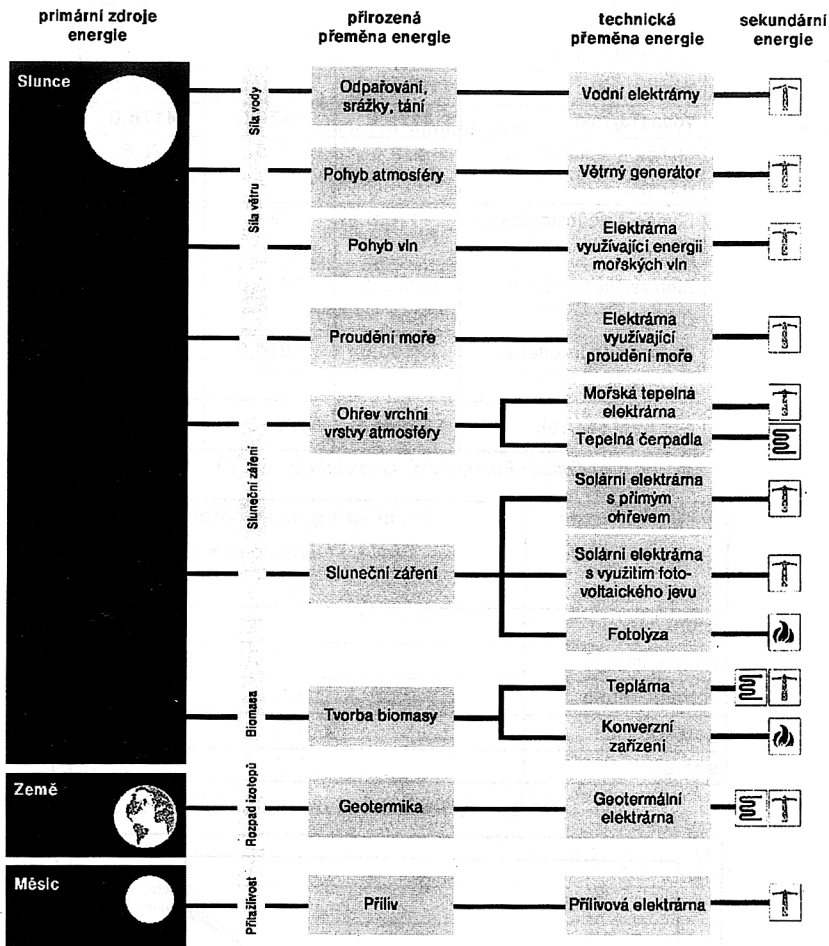 primární zdroje
energie
přirozená
přeměna energie
technická
přeměna energie
sekundární
energie
Slunce
Síla vody
Odpařování,
srážky, tání
Vodní elektrárny
Síla větru
Pohyb atmosféry
Větrný generátor
Pohyb vln
Elektrárna
využívající energii
mořských vln
Proudění moře
Elektrárna
využívající
proudění moře
Sluneční záření
Ohřev vrchní
vrstvy atmosféry
Mořská tepelná
elektrárna
Tepelná čerpadla
Sluneční záření
Solární elektrárna
s přímým
ohřevem
Solární elektrárna
s využitím foto-
voltaického jevu
Fotolýza
Biomasa
Tvorba biomasy
Teplárna
Konverzní
zařízení
Země
Rozpad izotopů
Geotermika
Geotermální
elektrárna
Měsíc
Přitažlivost
Příliv
Přílivová elektrárna